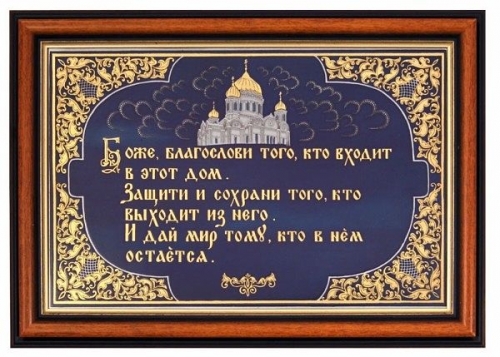 Боже, благослови того, кто входит
в этот дом.
Защити и сохрани того, кто
выходит из него.
И дай мир тому, кто в нём
остаётся.